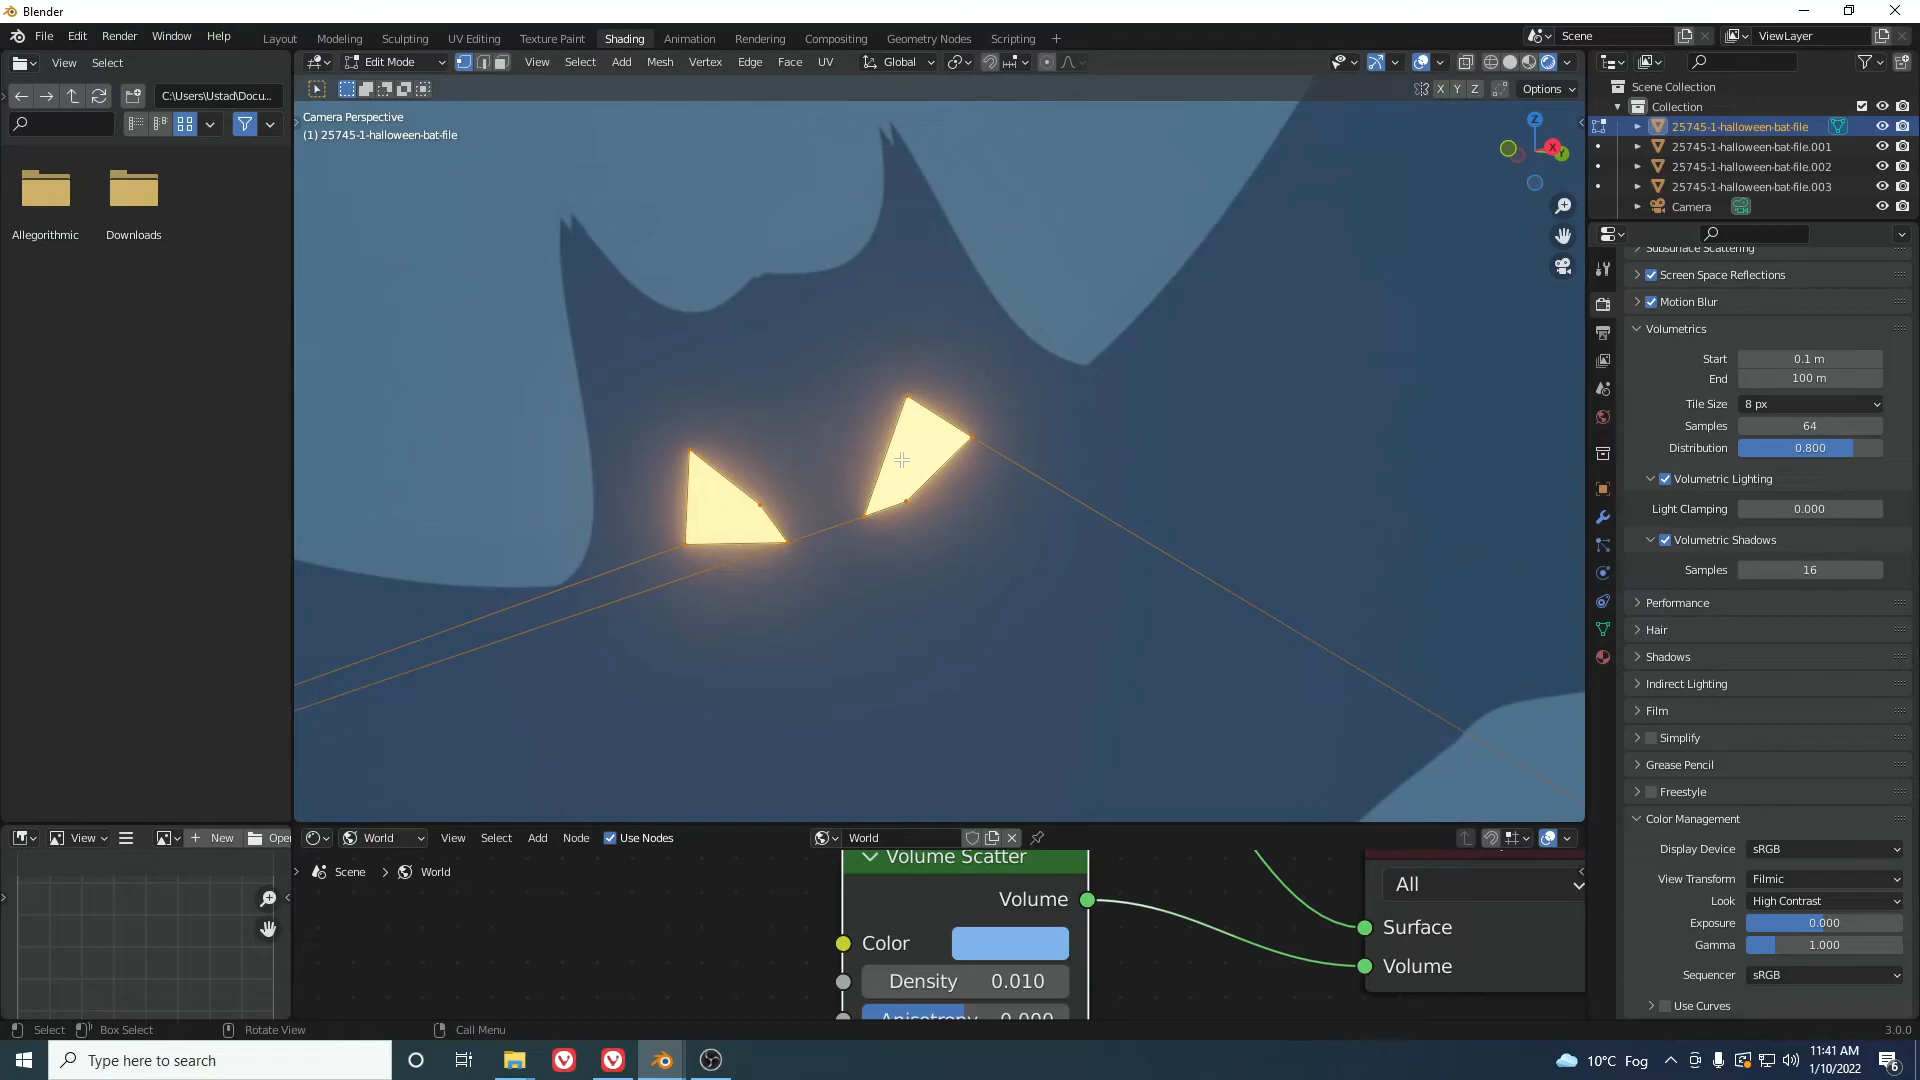 Blender
File Edit Render Window Help
Layout Modeling Sculpting UV Editing Texture Paint Shading Animation Rendering Compositing Geometry Nodes Scripting
Scene
ViewLayer
View Select
Edit Mode
View Select Add Mesh Vertex Edge Face UV
Global
C:\Users\Ustad\Docu...
X Y Z
Options
Camera Perspective
(1) 25745-1-halloween-bat-file
Z
X
Y
Allegorithmic
Downloads
Scene Collection
Collection
25745-1-halloween-bat-file
25745-1-halloween-bat-file.001
25745-1-halloween-bat-file.002
25745-1-halloween-bat-file.003
Camera
Subsurface Scattering
Screen Space Reflections
Motion Blur
Volumetrics
Start 0.1 m
End 100 m
Tile Size 8 px
Samples 64
Distribution 0.800
Volumetric Lighting
Light Clamping 0.000
Volumetric Shadows
Samples 16
Performance
Hair
Shadows
Indirect Lighting
Film
Simplify
Grease Pencil
Freestyle
Color Management
Display Device sRGB
View Transform Filmic
Look High Contrast
Exposure 0.000
Gamma 1.000
Sequencer sRGB
Use Curves
View
New
Open
World
View Select Add Node
Use Nodes
World
Scene > World
Volume Scatter
Volume
Color
Density 0.010
Anisotropy 0.000
All
Surface
Volume
Select
Box Select
Rotate View
Call Menu
3.0.0
Type here to search
10°C Fog
11:41 AM
1/10/2022
6